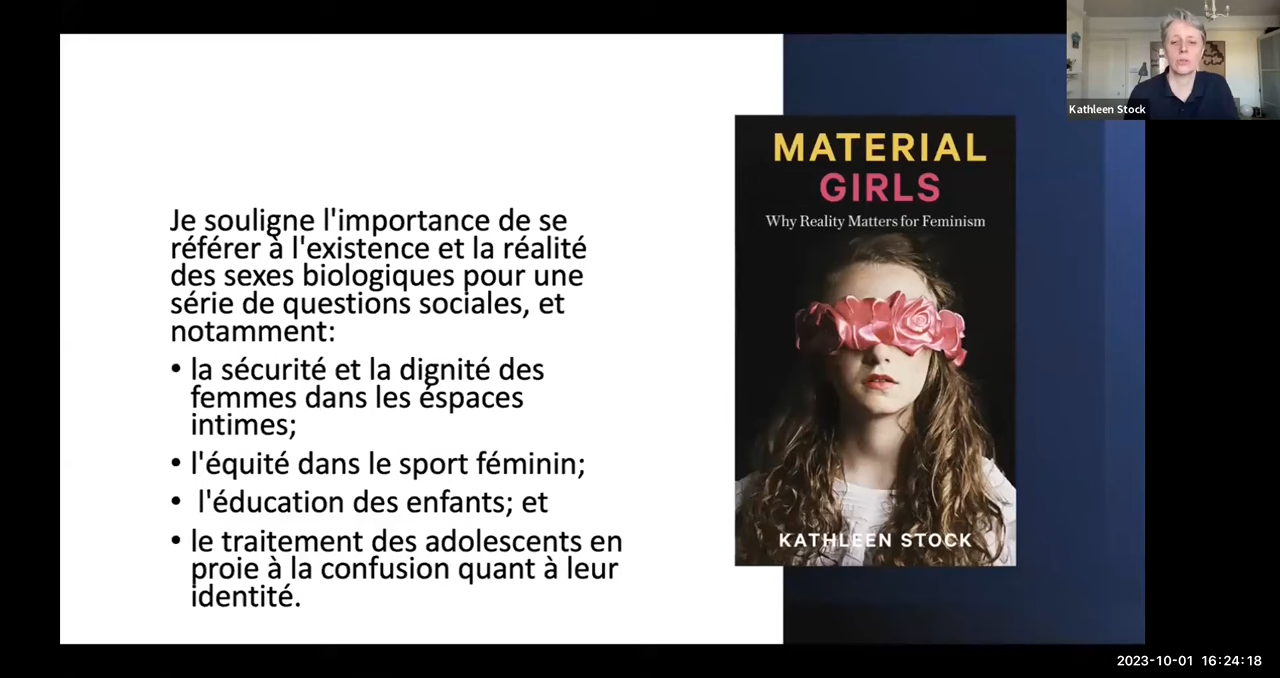 Kathleen Stock
Je souligne l'importance de se
référer à l'existence et la réalité
des sexes biologiques pour une
série de questions sociales, et
notamment:
• la sécurité et la dignité des
femmes dans les éspaces
intimes;
• l'équité dans le sport féminin;
• l'éducation des enfants; et
• le traitement des adolescents en
proie à la confusion quant à leur
identité.
MATERIAL
GIRLS
Why Reality Matters for Feminism
KATHLEEN STOCK
2023-10-01 16:24:18